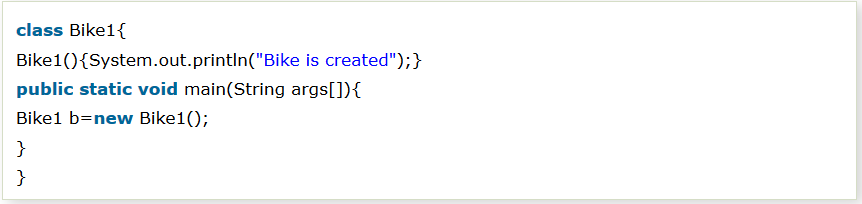 class Bike1{
Bike1(){System.out.println("Bike is created");}
public static void main(String args[]){
Bike1 b=new Bike1();
}
}